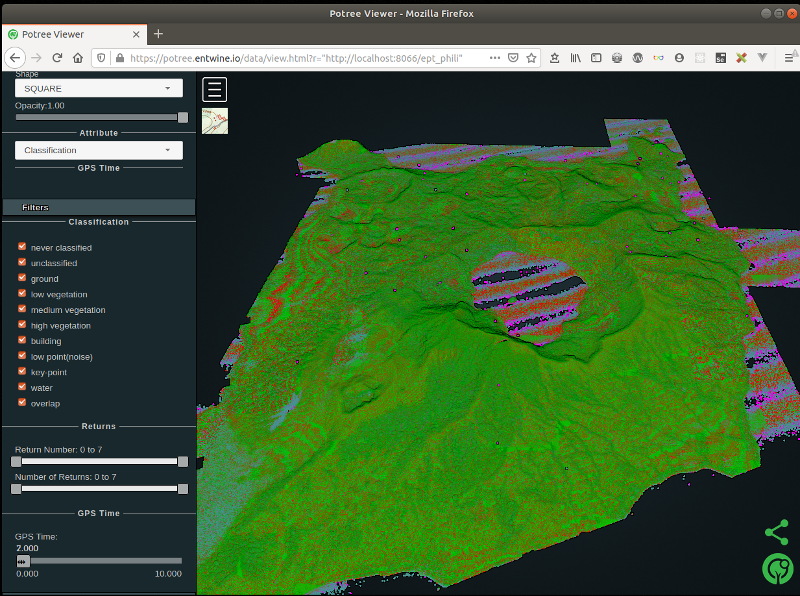 Potree Viewer - Mozilla Firefox
Potree Viewer
https://potree.entwine.io/data/view.html?r="http://localhost:8066/ept_phili"
Shape
SQUARE
Opacity:1.00
Attribute
Classification
GPS Time
Filters
Classification
never classified
unclassified
ground
low vegetation
medium vegetation
high vegetation
building
low point(noise)
key-point
water
overlap
Returns
Return Number: 0 to 7
Number of Returns: 0 to 7
GPS Time
GPS Time:
0.000
10.000